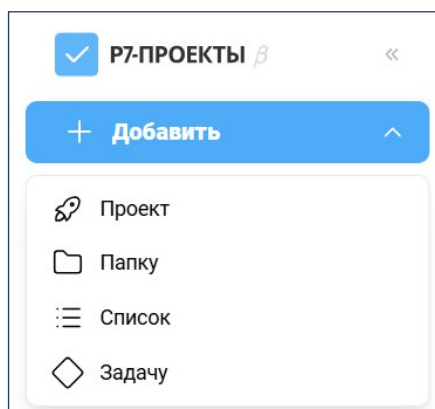 Р7-ПРОЕКТЫ β
Добавить
Проект
Папку
Список
Задачу